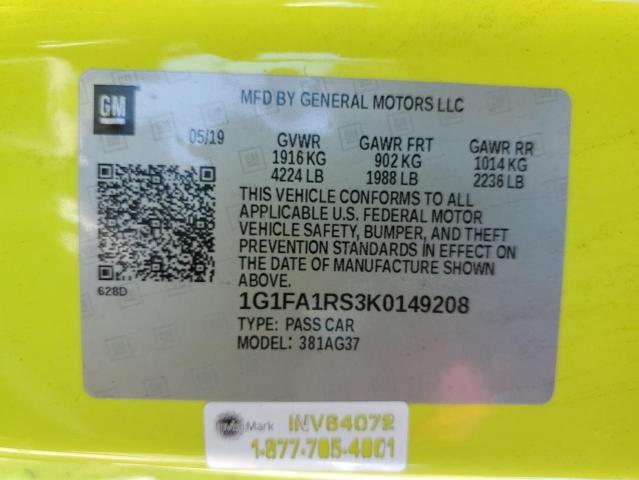 GM
MFD BY GENERAL MOTORS LLC
05/19 GVWR GAWR FRT GAWR RR
1916 KG 902 KG 1014 KG
4224 LB 1988 LB 2236 LB
THIS VEHICLE CONFORMS TO ALL
APPLICABLE U.S. FEDERAL MOTOR
VEHICLE SAFETY, BUMPER, AND THEFT
PREVENTION STANDARDS IN EFFECT ON
THE DATE OF MANUFACTURE SHOWN
ABOVE.
628D
1G1FA1RS3K0149208
TYPE: PASS CAR
MODEL: 381AG37
Mark INV64072
1-877-705-4001